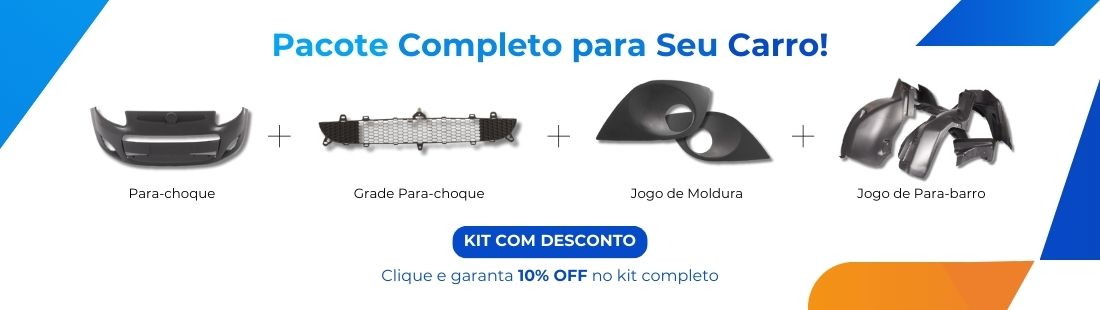 Pacote Completo para Seu Carro!
Para-choque
Grade Para-choque
Jogo de Moldura
Jogo de Para-barro
KIT COM DESCONTO
Clique e garanta 10% OFF no kit completo